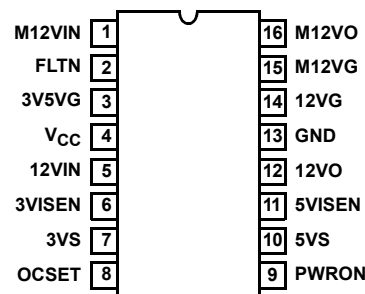 M12VIN 1 16 M12VO
FLTN 2 15 M12VG
3V5VG 3 14 12VG
VCC 4 13 GND
12VIN 5 12 12VO
3VISEN 6 11 5VISEN
3VS 7 10 5VS
OCSET 8 9 PWRON